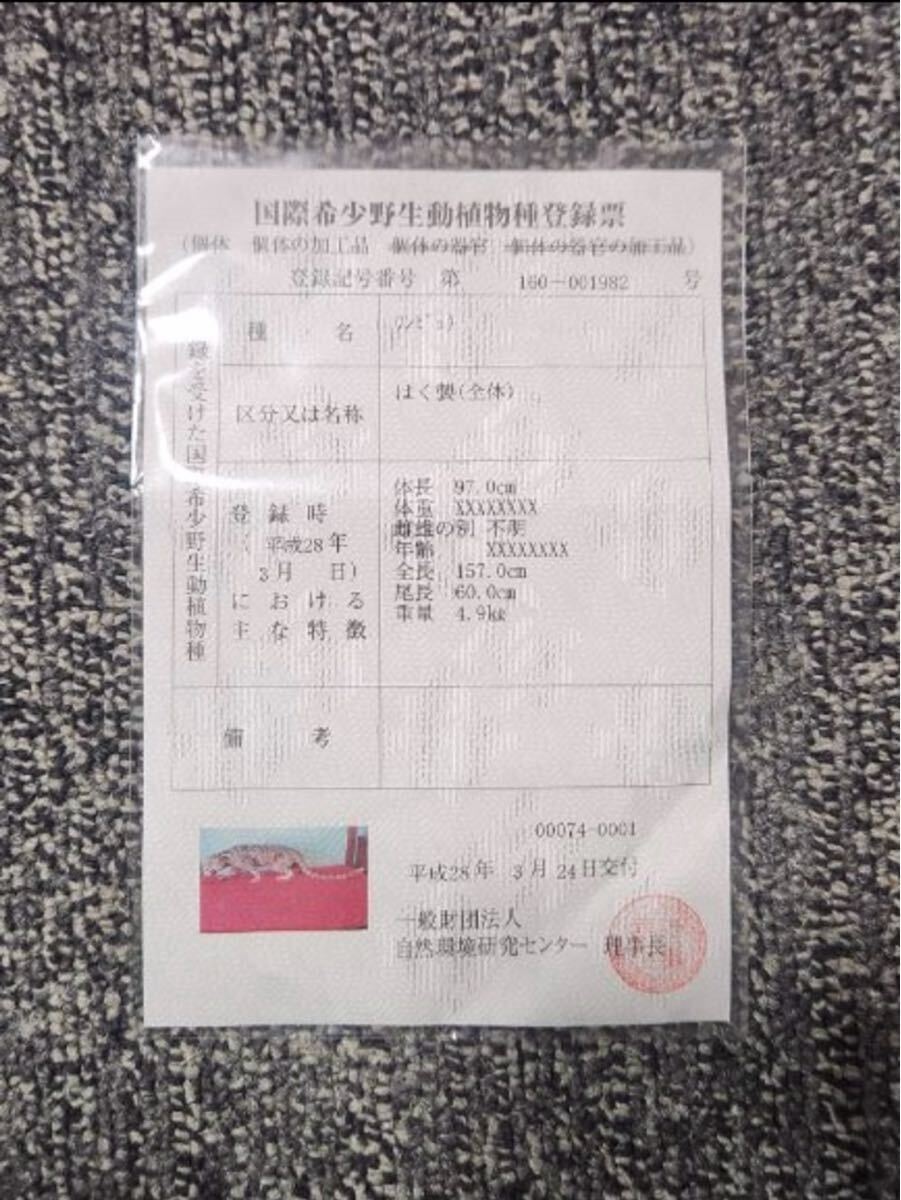 国際希少野生動植物種登録票
(個体 個体の加工品 個体の器官 個体の器官の加工品)
登録記号番号 第 160-001982 号
録を受けた国際希少野生動植物種
種名
区分又は名称 はく製(全体)
登録時
平成28年
3月 日)
における
主な特徴
体長 97.0cm
体重 XXXXXXXX
雌雄の別 不明
年齢 XXXXXXXX
全長 157.0cm
尾長 60.0cm
重量 4.9kg
備考
00074-0001
平成28年 3月 24日交付
一般財団法人
自然環境研究センター 理事長